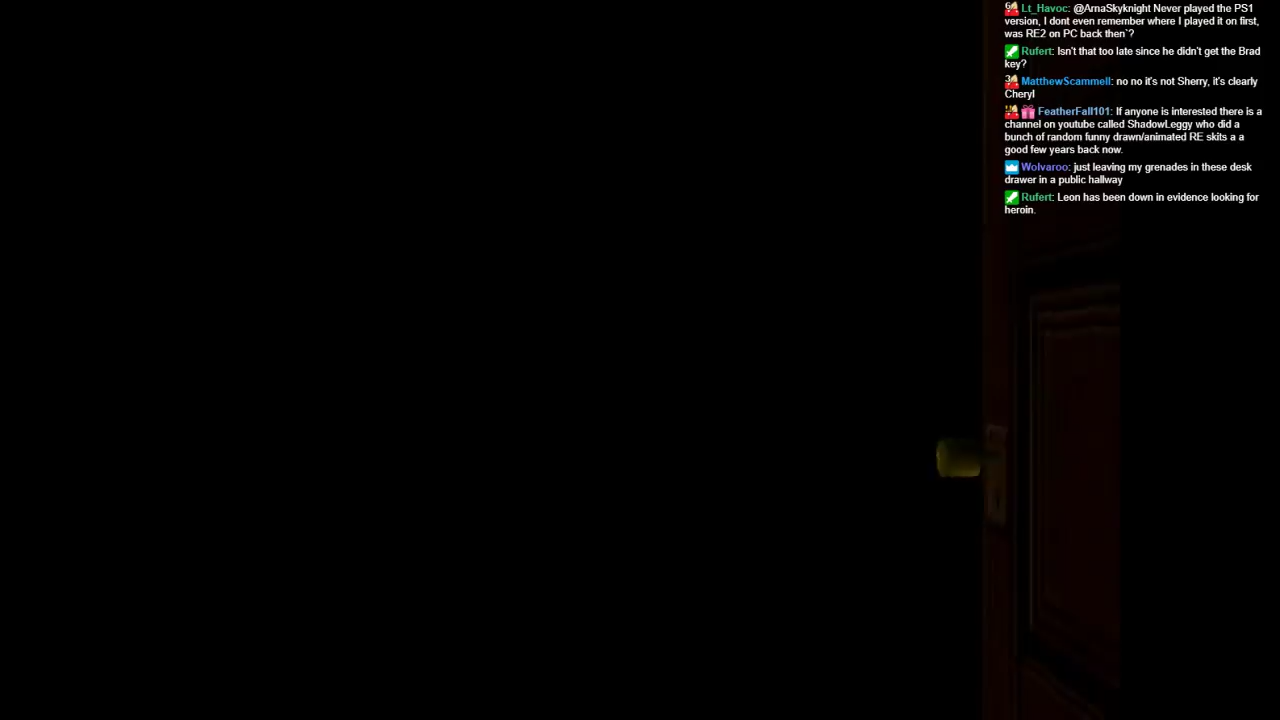 Lt_Havoc: @ArnaSkyknight Never played the PS1
version, I dont even remember where I played it on first,
was RE2 on PC back then`?
Rufert: Isn't that too late since he didn't get the Brad
key?
MatthewScammell: no no it's not Sherry, it's clearly
Cheryl
FeatherFall101: If anyone is interested there is a
channel on youtube called ShadowLeggy who did a
bunch of random funny drawn/animated RE skits a a
good few years back now.
Wolvaroo: just leaving my grenades in these desk
drawer in a public hallway
Rufert: Leon has been down in evidence looking for
heroin.